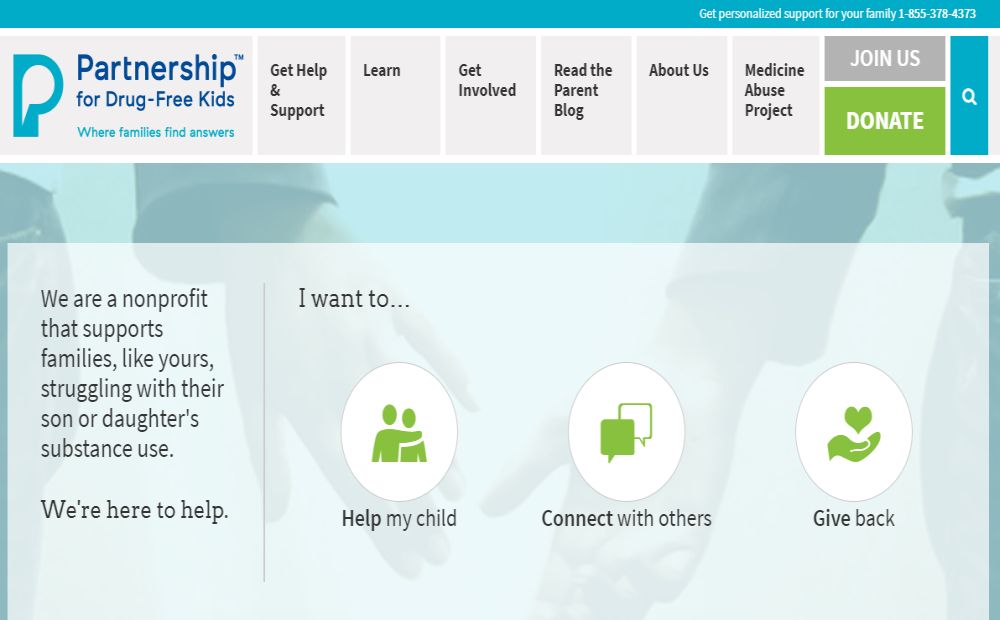 Get personalized support for your family 1-855-378-4373
Partnership™
for Drug-Free Kids
Where families find answers
Get Help
&
Support
Learn
Get
Involved
Read the
Parent
Blog
About Us
Medicine
Abuse
Project
JOIN US
DONATE
We are a nonprofit
that supports
families, like yours,
struggling with their
son or daughter's
substance use.
We're here to help.
I want to...
Help my child
Connect with others
Give back